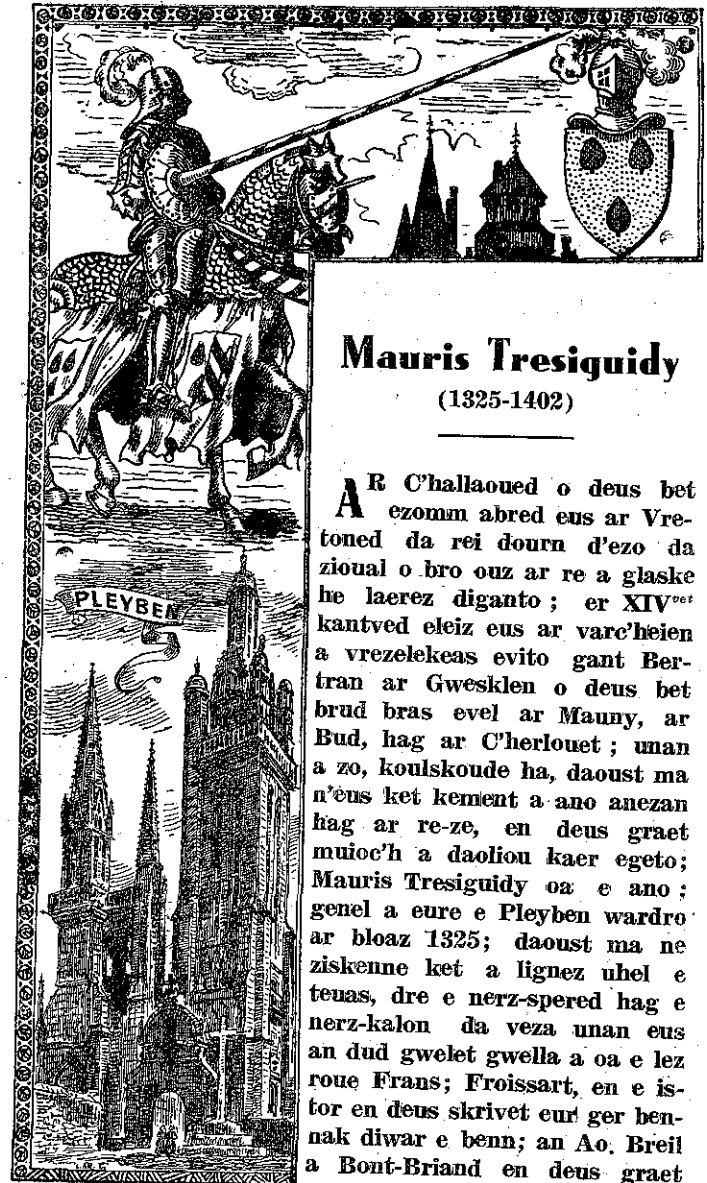 Mauris Tresiguidy
(1325-1402)
PLEYBEN
AR C'hallaoued o deus bet
ezomm abred eus ar Vre-
toned da rei dourn d'ezo da
zioual o bro ouz ar re a glaske
he laerez diganto ; er XIVvet
kantved eleiz eus ar varc'heien
a vrezelekeas evito gant Ber-
tran ar Gwesklen o deus bet
brud bras evel ar Mauny, ar
Bud, hag ar C'herlouet ; unan
a zo, koulskoude ha, daoust ma
n'eus ket kement a ano anezan
hag ar re-ze, en deus graet
muioc'h a daoliou kaer egeto;
Mauris Tresiguidy oa e ano ;
genel a eure e Pleyben wardro
ar bloaz 1325; daoust ma ne
ziskenne ket a lignez uhel e
teuas, dre e nerz-spered hag e
nerz-kalon da veza unan eus
an dud gwelet gwella a oa e lez
roue Frans; Froissart, en e is-
tor en deus skrivet eur ger ben-
nak diwar e benn; an Ao. Breil
a Bont-Briand en deus graet